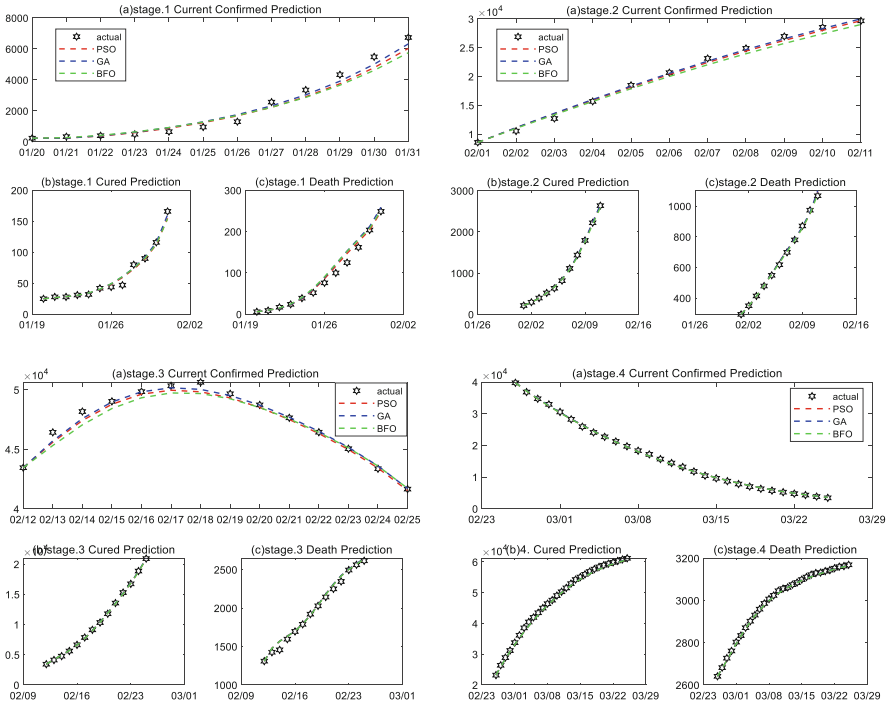 (a)stage.1 Current Confirmed Prediction
8000
6000
4000
2000
0
actual
PSO
GA
BFO
01/20 01/21 01/22 01/23 01/24 01/25 01/26 01/27 01/28 01/29 01/30 01/31
(a)stage.2 Current Confirmed Prediction
×10⁴
3
2.5
2
1.5
1
actual
PSO
GA
BFO
02/01 02/02 02/03 02/04 02/05 02/06 02/07 02/08 02/09 02/10 02/11
(b)stage.1 Cured Prediction
200
150
100
50
0
01/19 01/26 02/02
(c)stage.1 Death Prediction
300
200
100
0
01/19 01/26 02/02
(b)stage.2 Cured Prediction
3000
2000
1000
0
01/26 02/02 02/09 02/16
(c)stage.2 Death Prediction
1000
800
600
400
01/26 02/02 02/09 02/16
(a)stage.3 Current Confirmed Prediction
×10⁴
5
4.5
4
actual
PSO
GA
BFO
02/12 02/13 02/14 02/15 02/16 02/17 02/18 02/19 02/20 02/21 02/22 02/23 02/24 02/25
(a)stage.4 Current Confirmed Prediction
×10⁴
4
3
2
1
0
actual
PSO
GA
BFO
02/23 03/01 03/08 03/15 03/22 03/29
(b)stage.3 Cured Prediction
×10⁴
2
1.5
1
0.5
0
02/09 02/16 02/23 03/01
(c)stage.3 Death Prediction
2500
2000
1500
1000
02/09 02/16 02/23 03/01
(b)4. Cured Prediction
×10⁴
6
5
4
3
2
02/23 03/01 03/08 03/15 03/22 03/29
(c)stage.4 Death Prediction
3200
3000
2800
2600
02/23 03/01 03/08 03/15 03/22 03/29